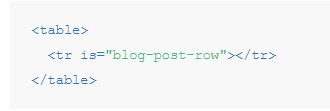 <table>
  <tr is="blog-post-row"></tr>
</table>